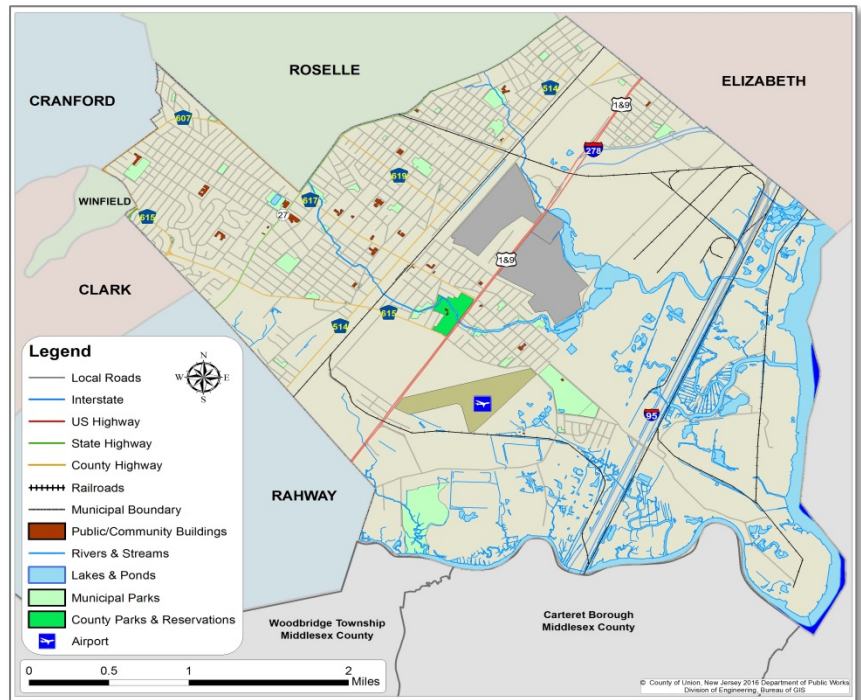 ROSELLE
ELIZABETH
CRANFORD
514
1&9
607
278
619
WINFIELD
617
615
27
1&9
CLARK
615
514
95
RAHWAY
Legend
N
W E
S
Local Roads
Interstate
US Highway
State Highway
County Highway
Railroads
Municipal Boundary
Public/Community Buildings
Rivers & Streams
Lakes & Ponds
Municipal Parks
County Parks & Reservations
Airport
Woodbridge Township
Middlesex County
Carteret Borough
Middlesex County
0 0.5 1 2
Miles
© County of Union, New Jersey 2016 Department of Public Works
Division of Engineering, Bureau of GIS